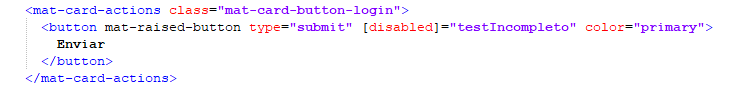 <mat-card-actions class="mat-card-button-login">
<button mat-raised-button type="submit" [disabled]="testIncompleto" color="primary">
Enviar
</button>
</mat-card-actions>